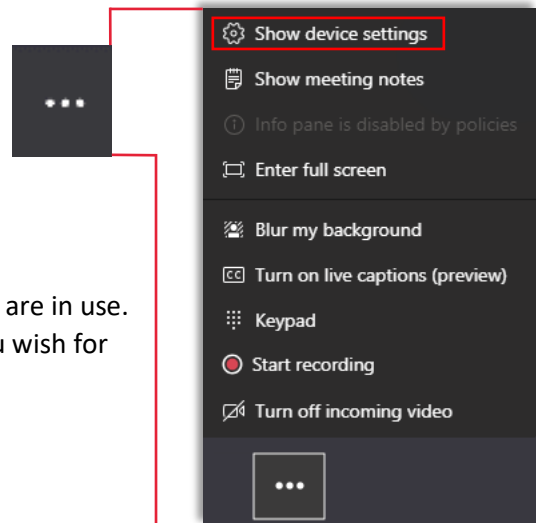 Show device settings
Show meeting notes
Info pane is disabled by policies
Enter full screen
Blur my background
CC Turn on live captions (preview)
Keypad
Start recording
Turn off incoming video
are in use.
u wish for